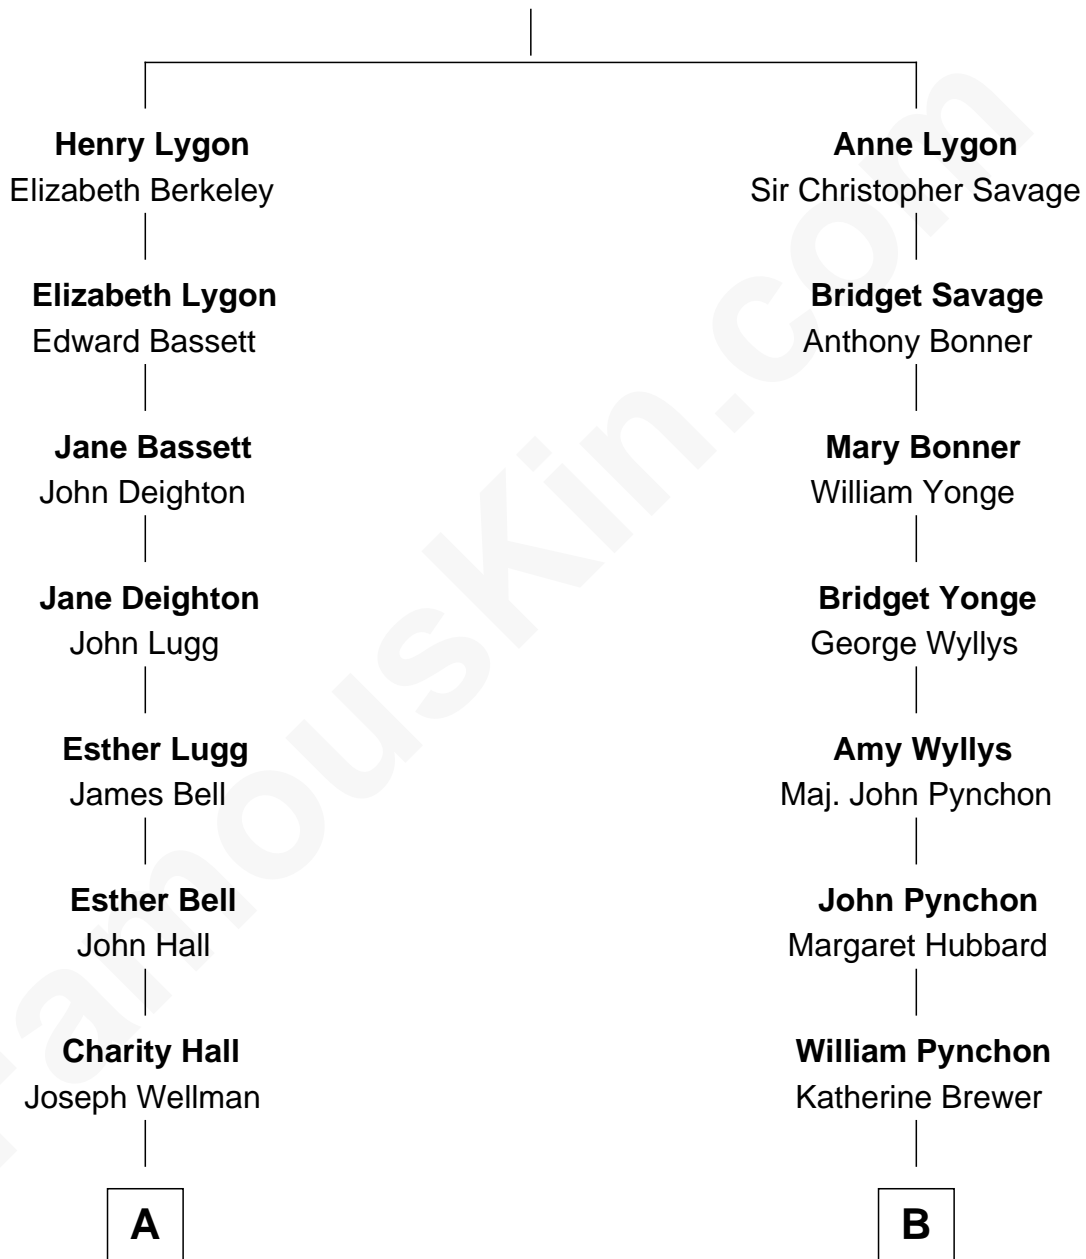 Henry Lygon
Elizabeth Berkeley
Elizabeth Lygon
Edward Bassett
Jane Bassett
John Deighton
Jane Deighton
John Lugg
Esther Lugg
James Bell
Esther Bell
John Hall
Charity Hall
Joseph Wellman
A
Anne Lygon
Sir Christopher Savage
Bridget Savage
Anthony Bonner
Mary Bonner
William Yonge
Bridget Yonge
George Wyllys
Amy Wyllys
Maj. John Pynchon
John Pynchon
Margaret Hubbard
William Pynchon
Katherine Brewer
B
FamousKin.com